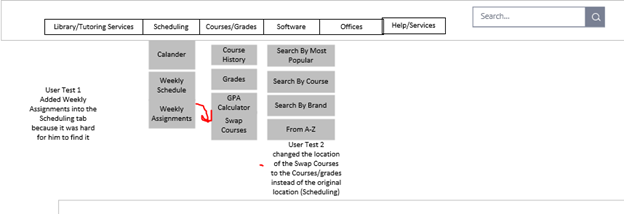 Library/Tutoring Services
Scheduling
Courses/Grades
Software
Offices
Help/Services
Search...
Calander
Weekly
Schedule
Weekly
Assignments
Course
History
Grades
GPA
Calculator
Swap
Courses
Search By Most
Popular
Search By Course
Search By Brand
From A-Z
User Test 1
Added Weekly
Assignments into the
Scheduling tab
because it was hard
for him to find it
User Test 2
changed the location
of the Swap Courses
to the Courses/grades
instead of the original
location (Scheduling)